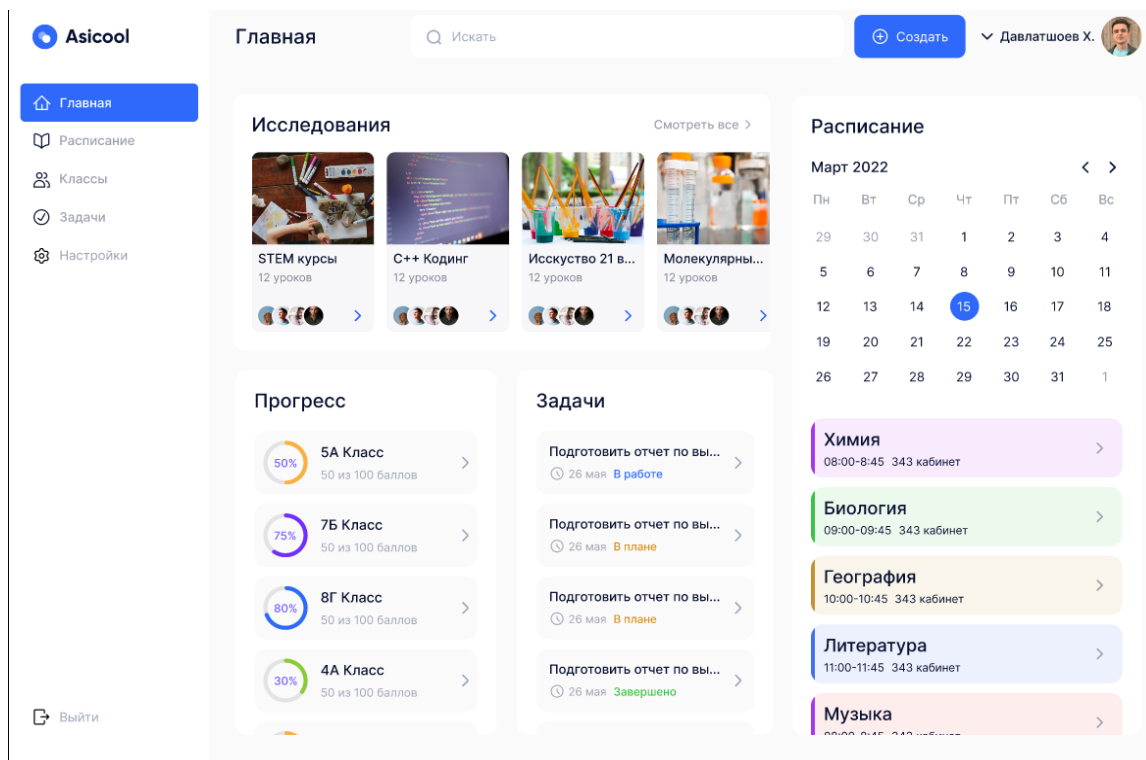 Asicool
Главная
Искать
Создать
Давлатшоев Х.
Главная
Расписание
Классы
Задачи
Настройки
Выйти
Исследования
Смотреть все
STEM курсы
12 уроков
C++ Кодинг
12 уроков
Исскуство 21 в...
12 уроков
Молекулярны...
12 уроков
Прогресс
50%
5А Класс
50 из 100 баллов
75%
7Б Класс
50 из 100 баллов
80%
8Г Класс
50 из 100 баллов
30%
4А Класс
50 из 100 баллов
Задачи
Подготовить отчет по вы...
26 мая В работе
Подготовить отчет по вы...
26 мая В плане
Подготовить отчет по вы...
26 мая В плане
Подготовить отчет по вы...
26 мая Завершено
Расписание
Март 2022
Пн Вт Ср Чт Пт Сб Вс
29 30 31 1 2 3 4
5 6 7 8 9 10 11
12 13 14 15 16 17 18
19 20 21 22 23 24 25
26 27 28 29 30 31 1
Химия
08:00-8:45 343 кабинет
Биология
09:00-09:45 343 кабинет
География
10:00-10:45 343 кабинет
Литература
11:00-11:45 343 кабинет
Музыка